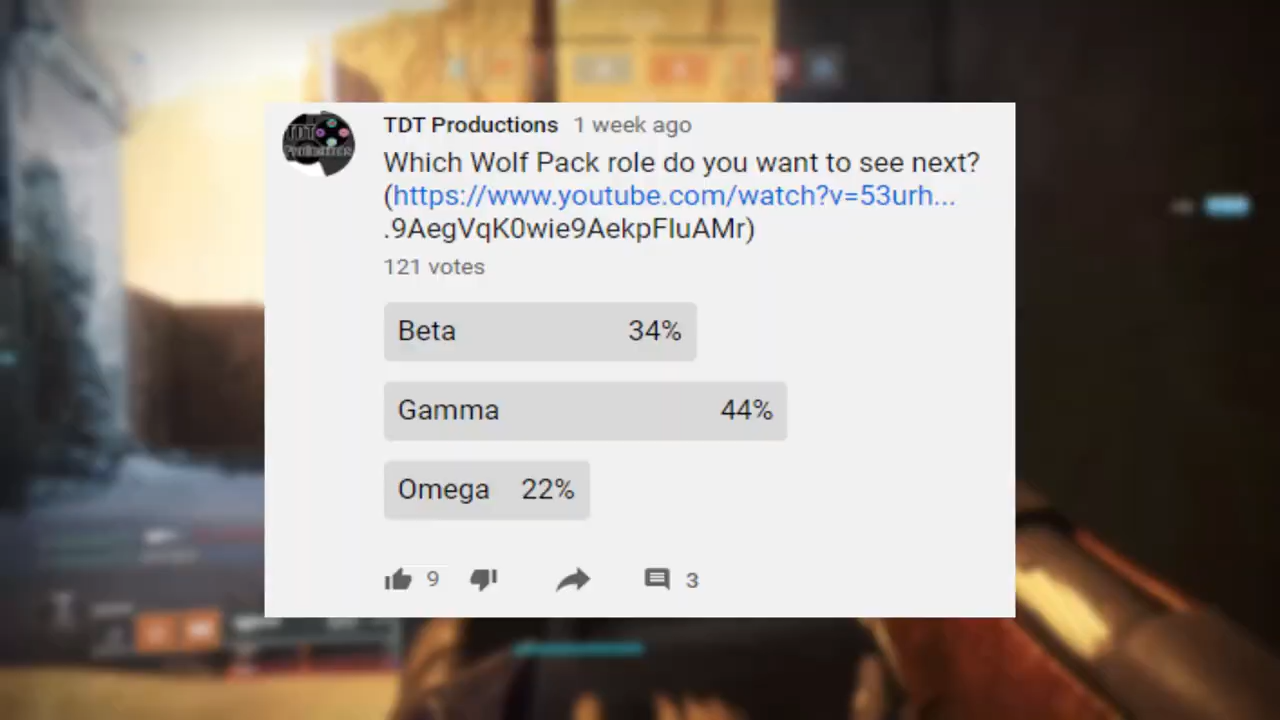 TDT Productions 1 week ago
Which Wolf Pack role do you want to see next?
(https://www.youtube.com/watch?v=53urh...
.9AegVqK0wie9AekpFIuAMr)
121 votes
Beta 34%
Gamma 44%
Omega 22%
9 3